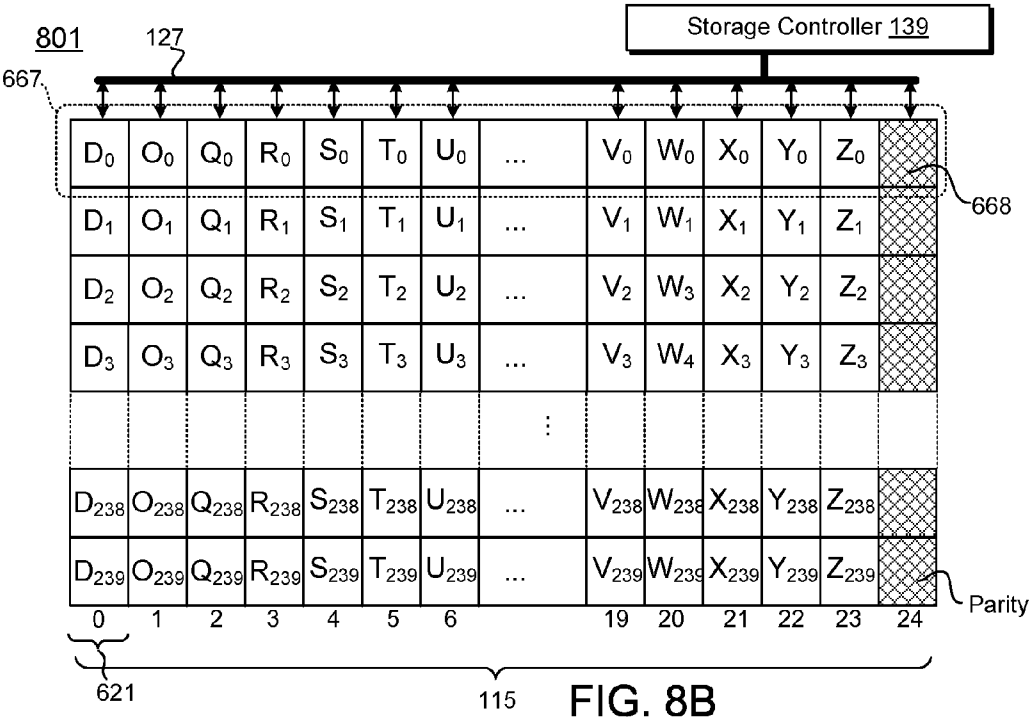 Storage Controller 139
801
127
667
D0 O0 Q0 R0 S0 T0 U0 ... V0 W0 X0 Y0 Z0
668
D1 O1 Q1 R1 S1 T1 U1 ... V1 W1 X1 Y1 Z1
D2 O2 Q2 R2 S2 T2 U2 ... V2 W3 X2 Y2 Z2
D3 O3 Q3 R3 S3 T3 U3 ... V3 W4 X3 Y3 Z3
...
D238 O238 Q238 R238 S238 T238 U238 ... V238 W238 X238 Y238 Z238
D239 O239 Q239 R239 S239 T239 U239 ... V239 W239 X239 Y239 Z239
Parity
0 1 2 3 4 5 6 19 20 21 22 23 24
621
115
FIG. 8B